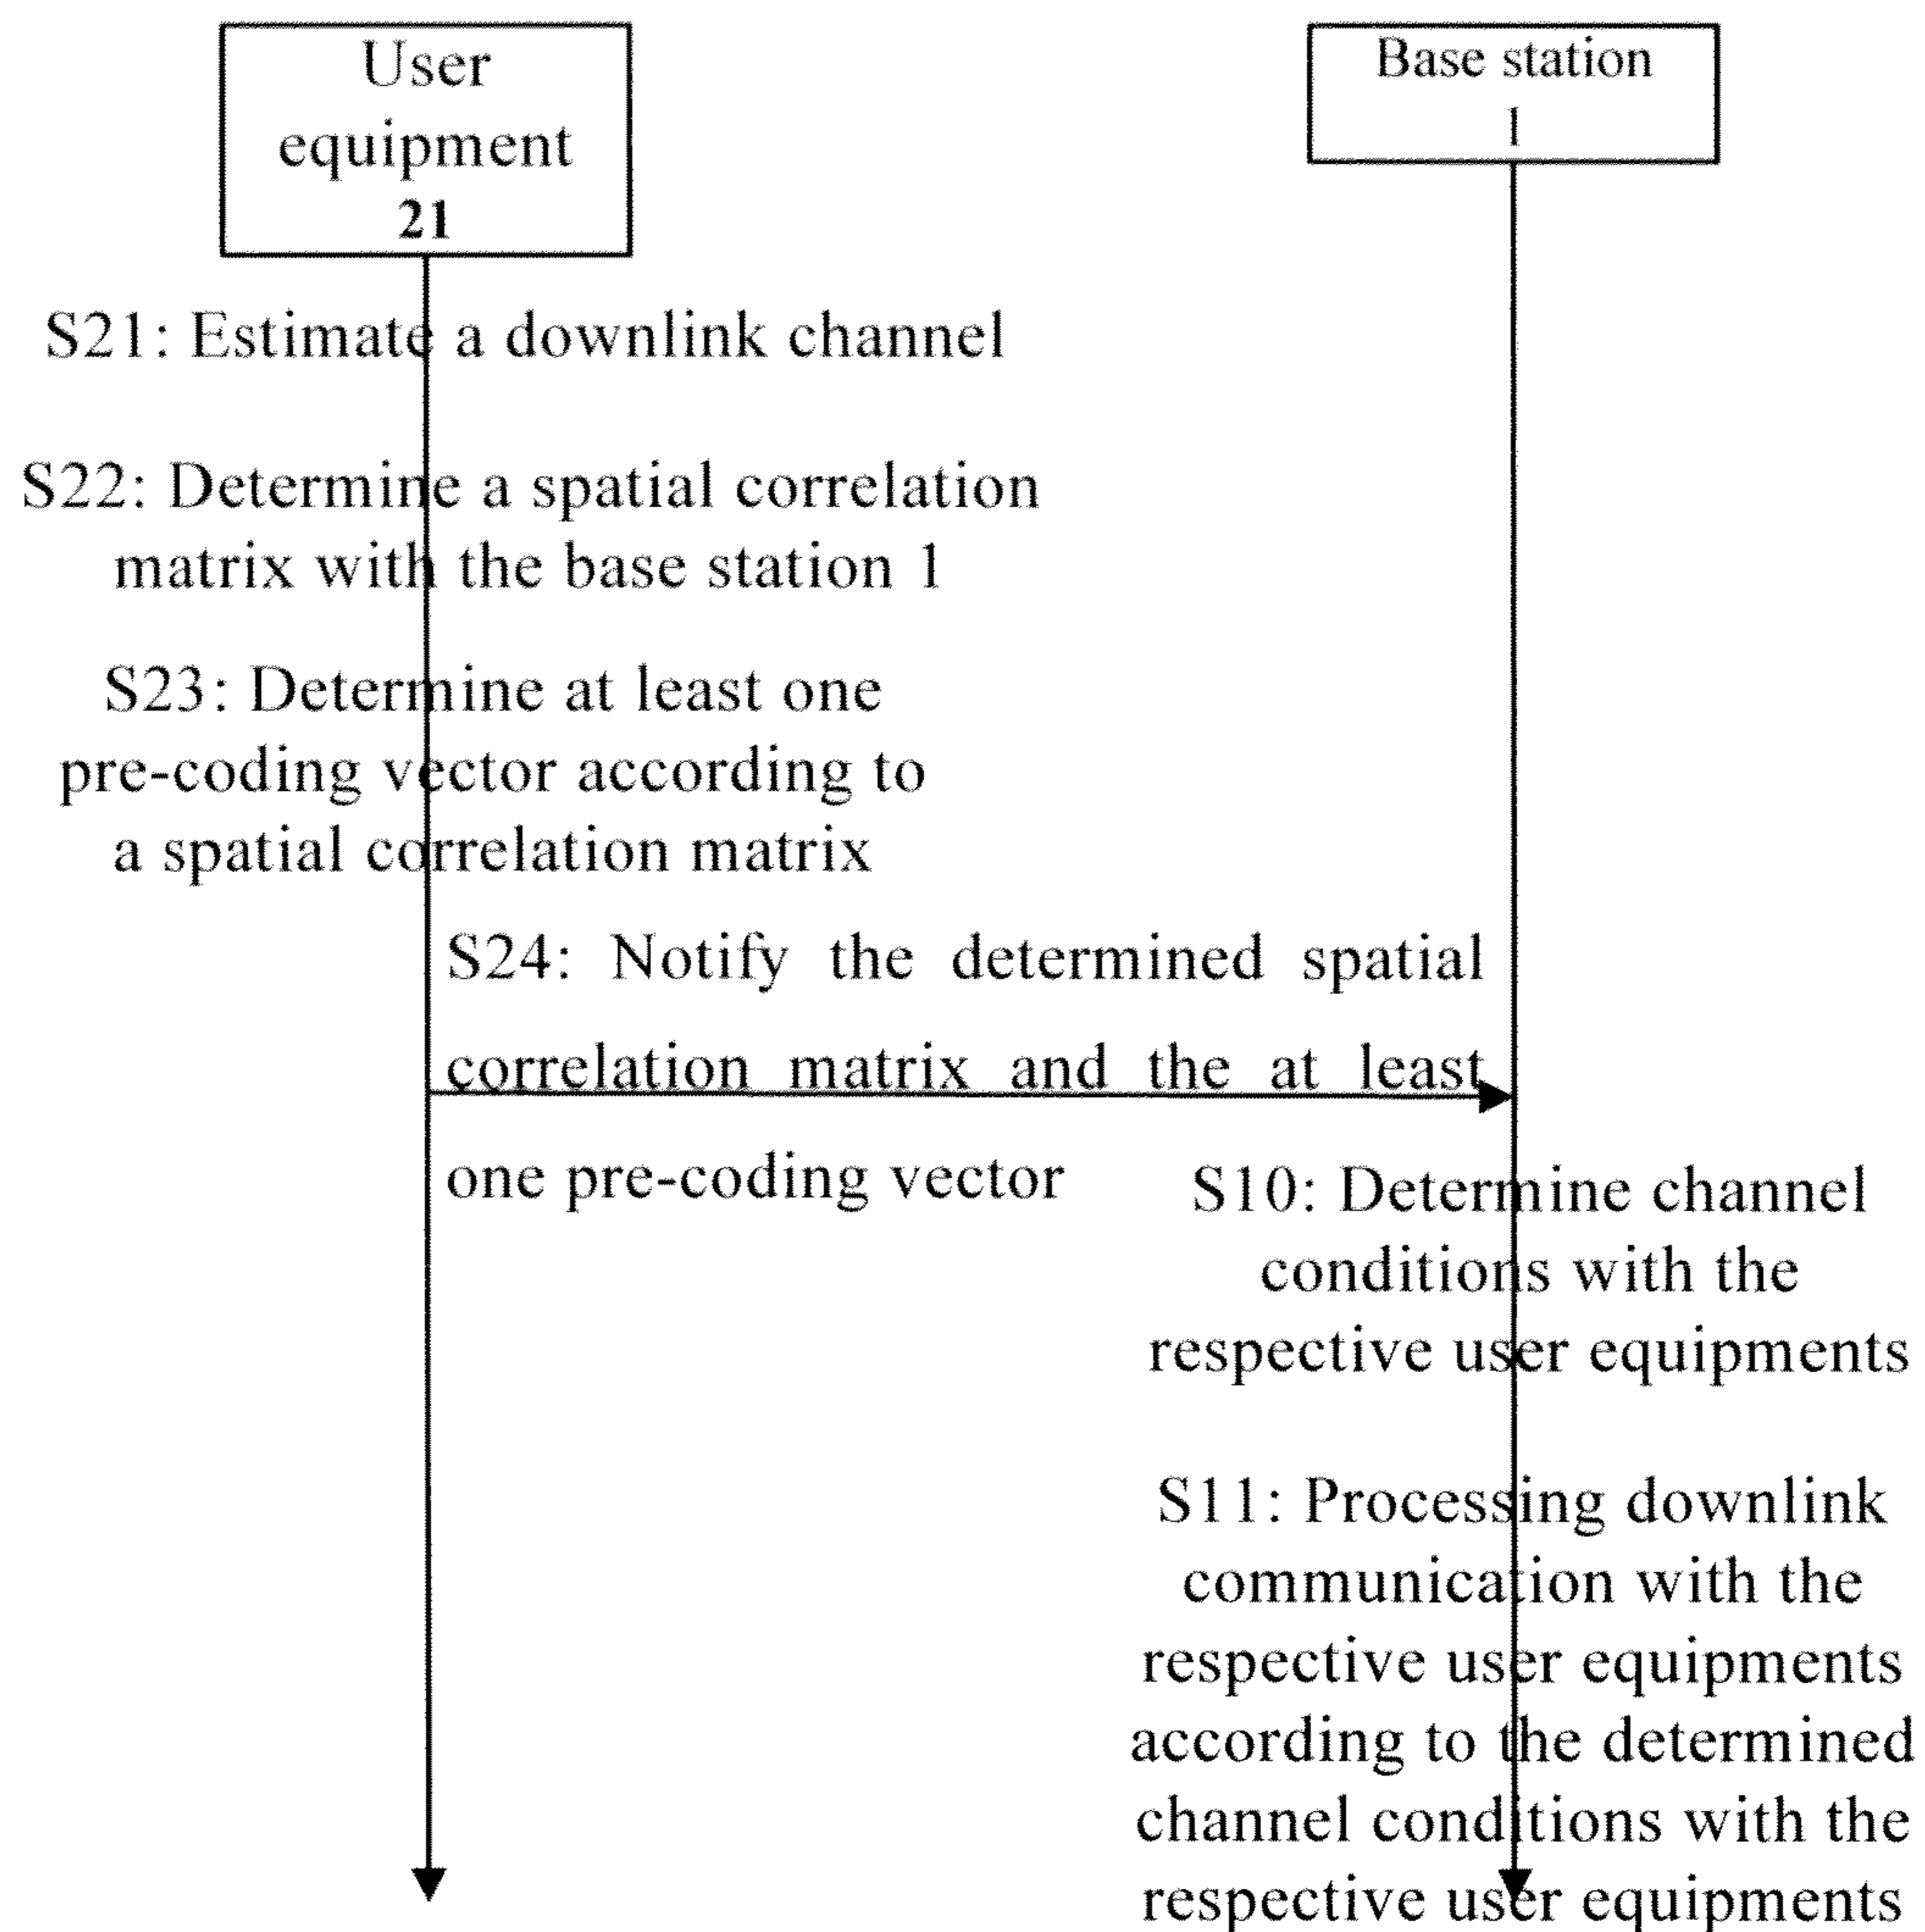 User
equipment
21
Base station
1
S21: Estimate a downlink channel
S22: Determine a spatial correlation
matrix with the base station 1
S23: Determine at least one
pre-coding vector according to
a spatial correlation matrix
S24: Notify the determined spatial
correlation matrix and the at least
one pre-coding vector
S10: Determine channel
conditions with the
respective user equipments
S11: Processing downlink
communication with the
respective user equipments
according to the determined
channel conditions with the
respective user equipments